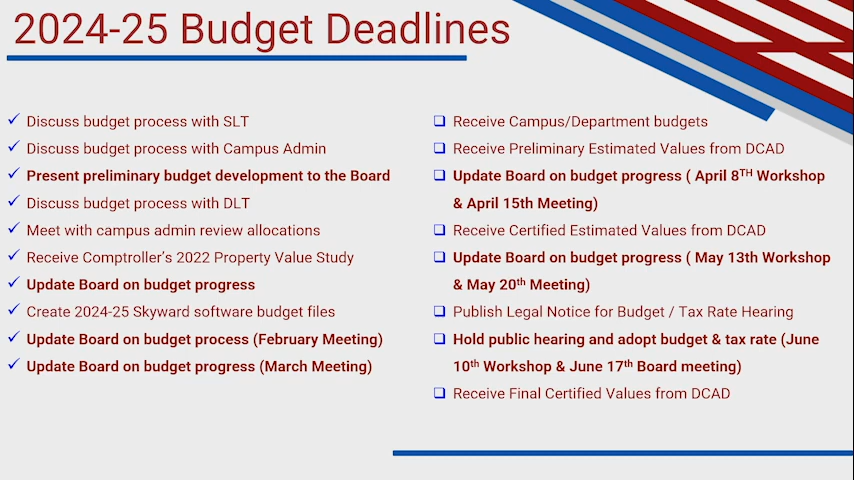 2024-25 Budget Deadlines
✓ Discuss budget process with SLT
✓ Discuss budget process with Campus Admin
✓ Present preliminary budget development to the Board
✓ Discuss budget process with DLT
✓ Meet with campus admin review allocations
✓ Receive Comptroller's 2022 Property Value Study
✓ Update Board on budget progress
✓ Create 2024-25 Skyward software budget files
✓ Update Board on budget process (February Meeting)
✓ Update Board on budget progress (March Meeting)
❑ Receive Campus/Department budgets
❑ Receive Preliminary Estimated Values from DCAD
❑ Update Board on budget progress ( April 8TH Workshop
& April 15th Meeting)
❑ Receive Certified Estimated Values from DCAD
❑ Update Board on budget progress ( May 13th Workshop
& May 20th Meeting)
❑ Publish Legal Notice for Budget / Tax Rate Hearing
❑ Hold public hearing and adopt budget & tax rate (June
10th Workshop & June 17th Board meeting)
❑ Receive Final Certified Values from DCAD